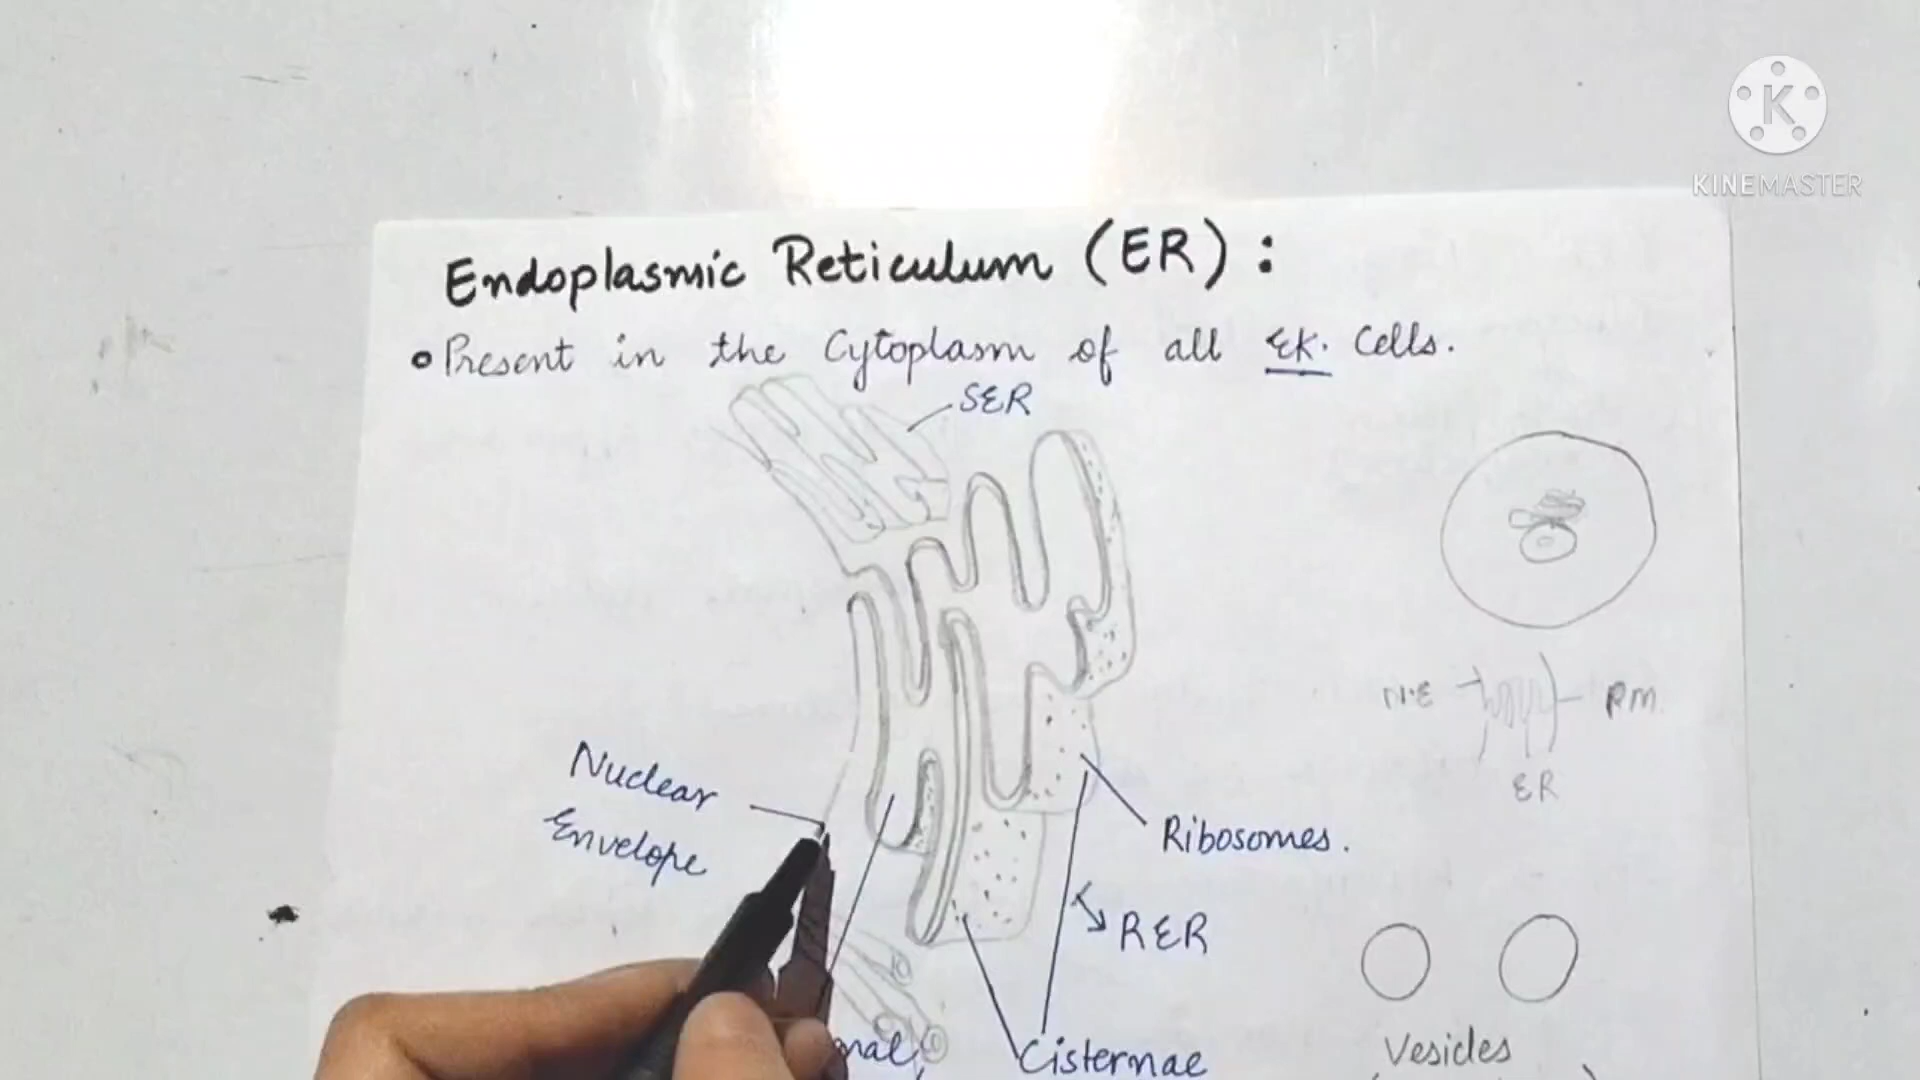 KINEMASTER
Endoplasmic Reticulum (ER) :
• Present in the Cytoplasm of all EK. Cells.
SER
N.E
P.M.
ER
Nuclear
Envelope
Ribosomes.
RER
Cisternae
Vesicles